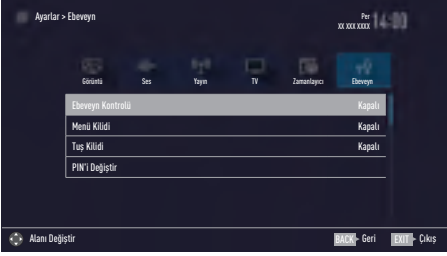 Ayarlar > Ebeveyn
Per
xx xxx xxxx
14:00
Görüntü Ses Yayın TV Zamanlayıcı Ebeveyn
Ebeveyn Kontrolü Kapalı
Menü Kilidi Kapalı
Tuş Kilidi Kapalı
PIN'i Değiştir
Alanı Değiştir BACK Geri EXIT Çıkış